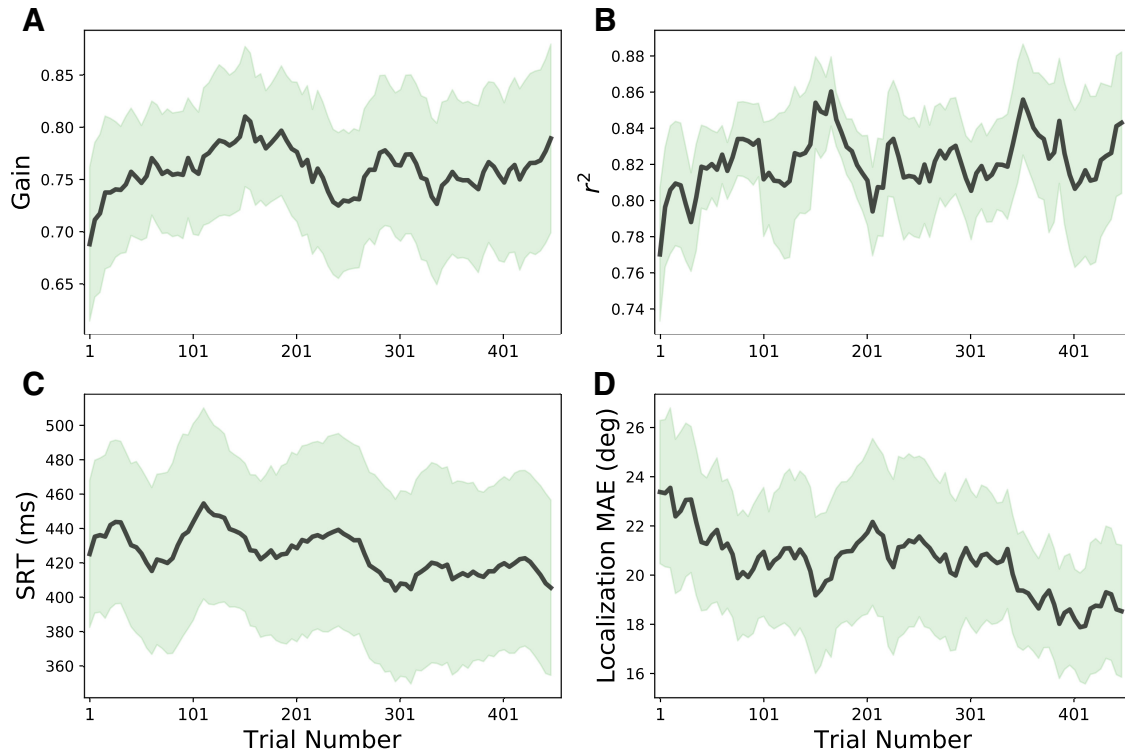 A
Gain
0.85
0.80
0.75
0.70
0.65
1 101 201 301 401
B
r²
0.88
0.86
0.84
0.82
0.80
0.78
0.76
0.74
1 101 201 301 401
C
SRT (ms)
500
480
460
440
420
400
380
360
1 101 201 301 401
Trial Number
D
Localization MAE (deg)
26
24
22
20
18
16
1 101 201 301 401
Trial Number